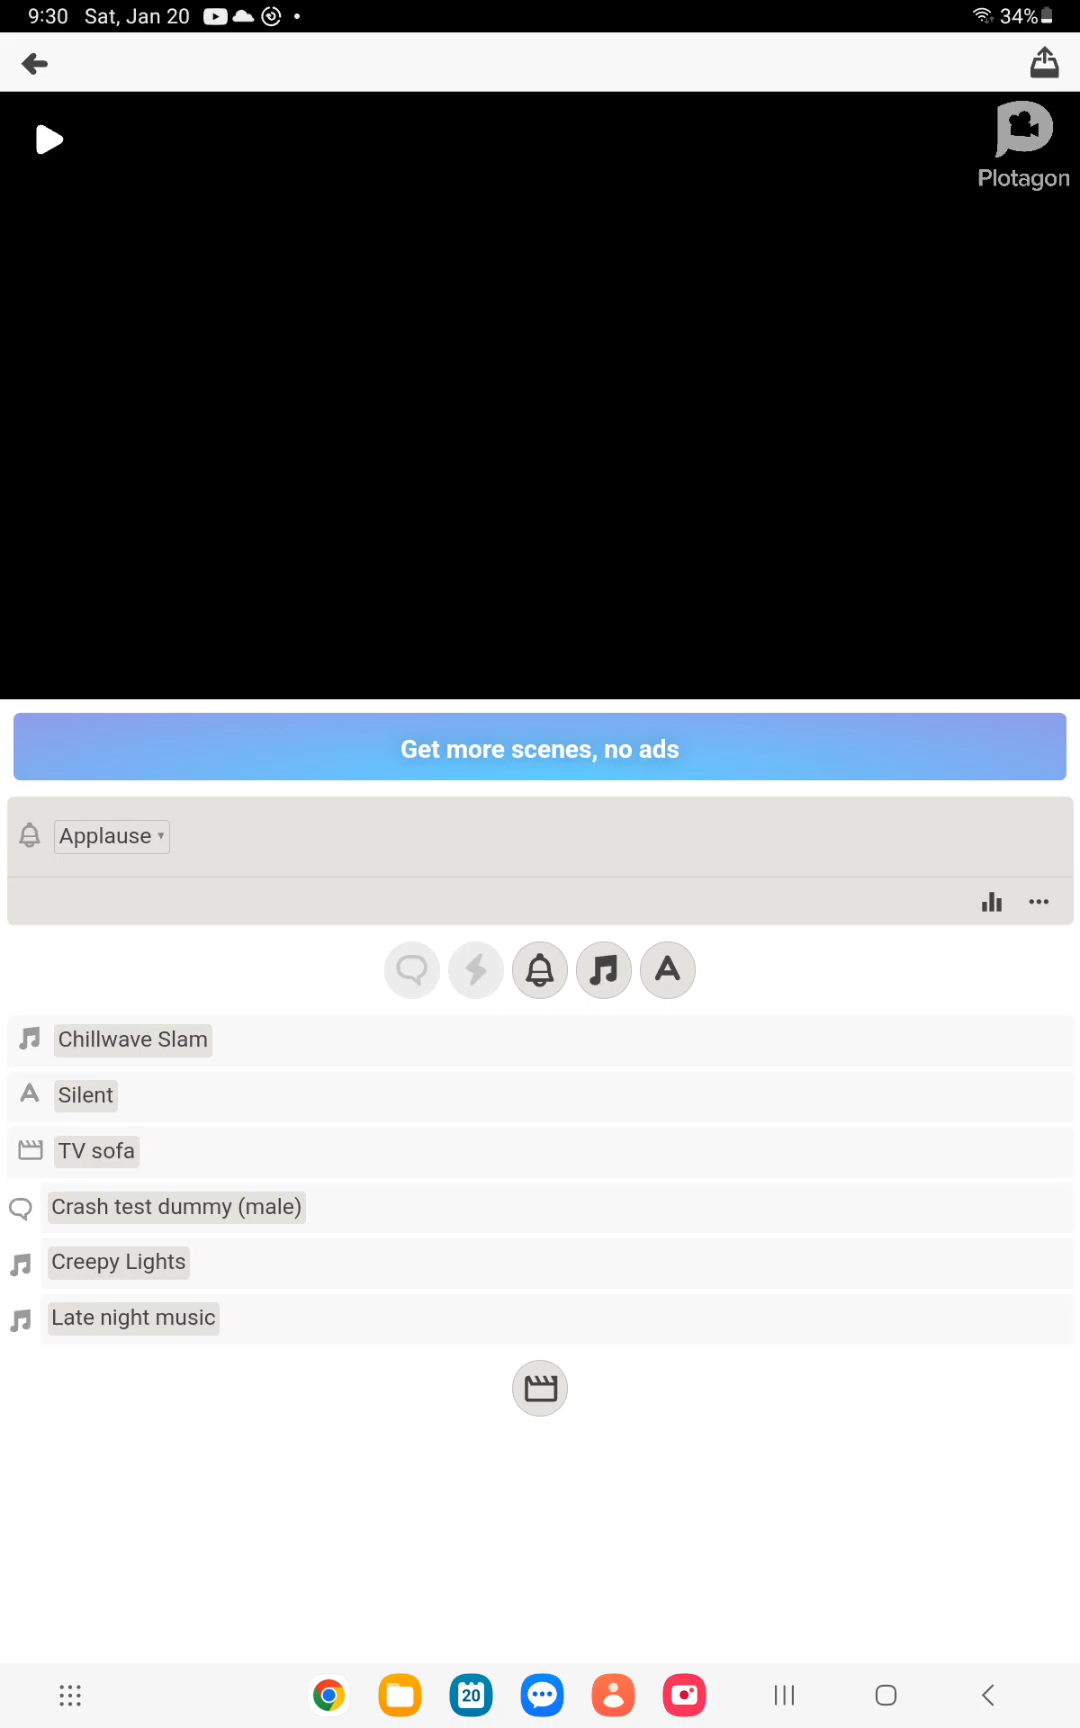 9:30 Sat, Jan 20 34%
Plotagon
Get more scenes, no ads
Applause
Chillwave Slam
Silent
TV sofa
Crash test dummy (male)
Creepy Lights
Late night music
20